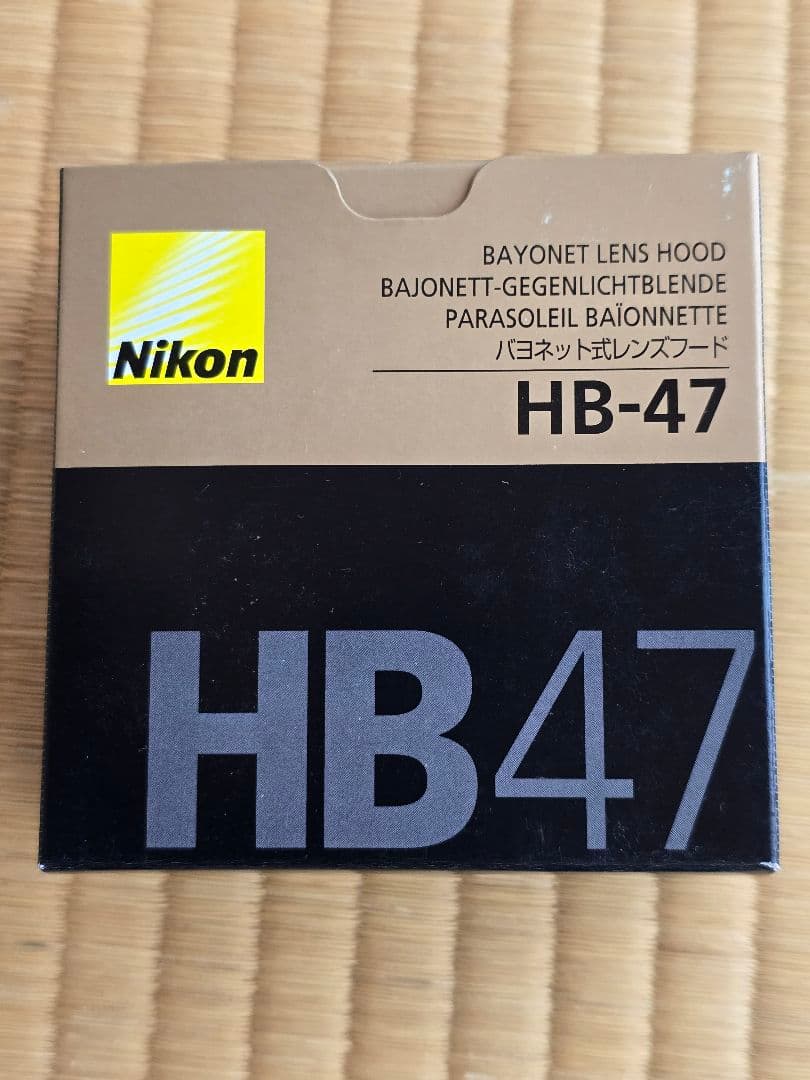 Nikon
BAYONET LENS HOOD
BAJONETT-GEGENLICHTBLENDE
PARASOLEIL BAÏONNETTE
バヨネット式レンズフード
HB-47
HB47